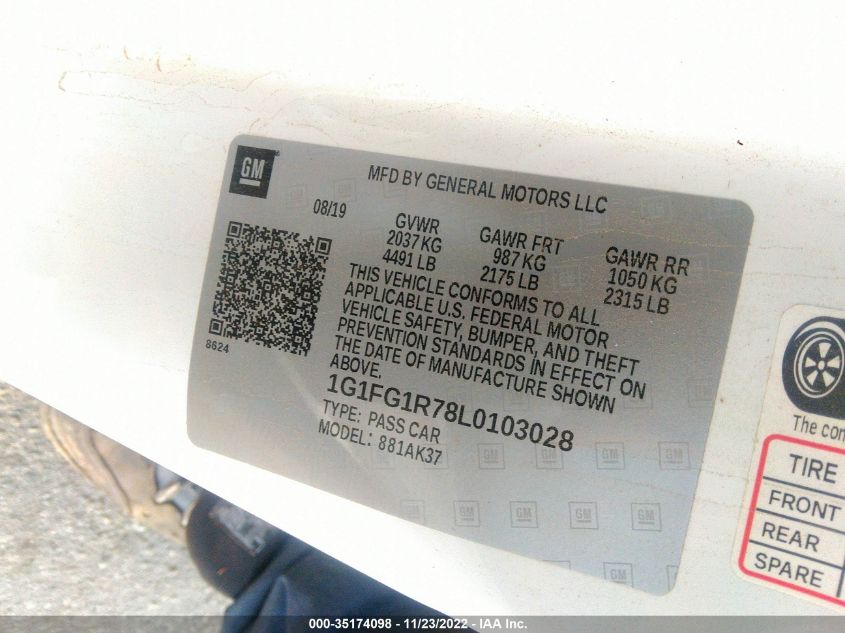 GM
MFD BY GENERAL MOTORS LLC
08/19
GVWR
2037 KG
4491 LB
GAWR FRT
987 KG
2175 LB
GAWR RR
1050 KG
2315 LB
THIS VEHICLE CONFORMS TO ALL
APPLICABLE U.S. FEDERAL MOTOR
VEHICLE SAFETY, BUMPER, AND THEFT
PREVENTION STANDARDS IN EFFECT ON
THE DATE OF MANUFACTURE SHOWN
ABOVE.
8624
1G1FG1R78L0103028
TYPE: PASS CAR
MODEL: 881AK37
The con
TIRE
FRONT
REAR
SPARE
000-35174098 - 11/23/2022 - IAA Inc.